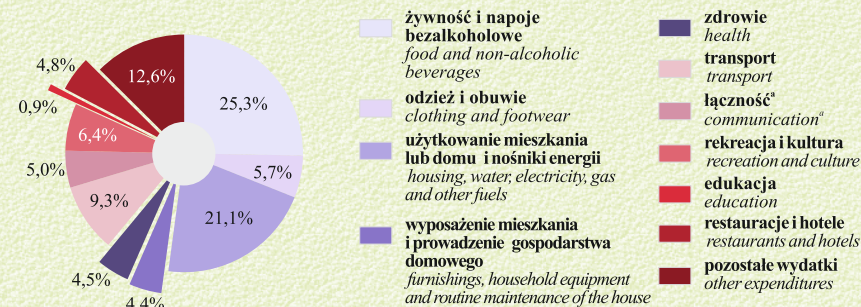 4,8%
12,6%
0,9%
25,3%
6,4%
5,0%
5,7%
9,3%
21,1%
4,5%
4,4%
żywność i napoje
bezalkoholowe
food and non-alcoholic
beverages
odzież i obuwie
clothing and footwear
użytkowanie mieszkania
lub domu i nośniki energii
housing, water, electricity, gas
and other fuels
wyposażenie mieszkania
i prowadzenie gospodarstwa
domowego
furnishings, household equipment
and routine maintenance of the house
zdrowie
health
transport
transport
łącznośćᵃ
communicationᵃ
rekreacja i kultura
recreation and culture
edukacja
education
restauracje i hotele
restaurants and hotels
pozostałe wydatki
other expenditures